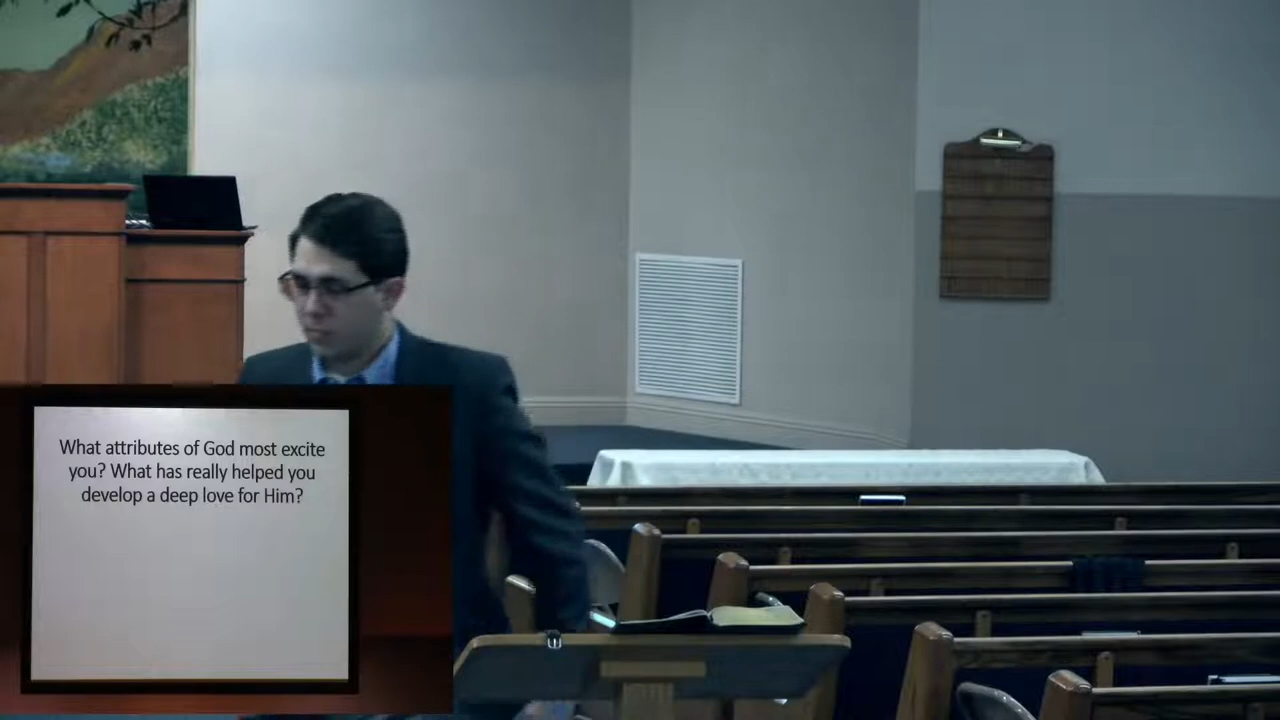 What attributes of God most excite
you? What has really helped you
develop a deep love for Him?